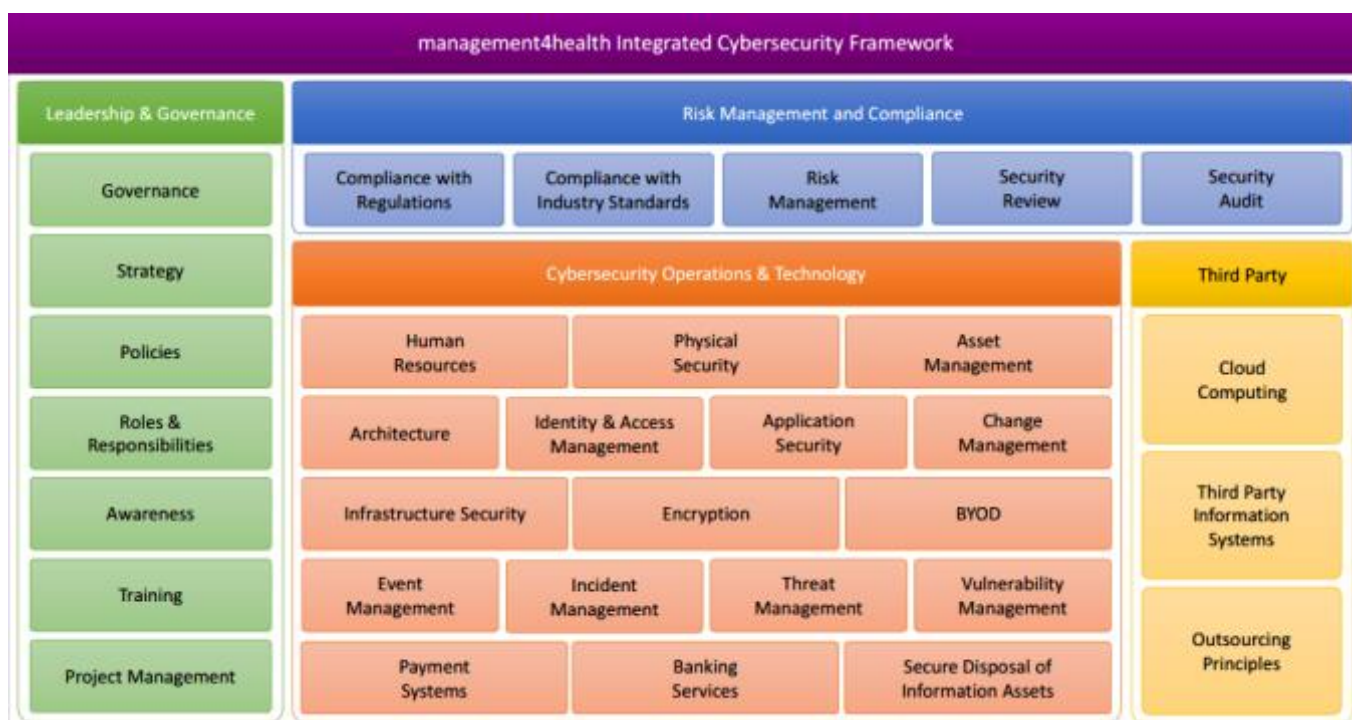 management4health Integrated Cybersecurity Framework
Leadership & Governance
Governance
Strategy
Policies
Roles &
Responsibilities
Awareness
Training
Project Management
Risk Management and Compliance
Compliance with
Regulations
Compliance with
Industry Standards
Risk
Management
Security
Review
Security
Audit
Cybersecurity Operations & Technology
Human
Resources
Physical
Security
Asset
Management
Architecture
Identity & Access
Management
Application
Security
Change
Management
Infrastructure Security
Encryption
BYOD
Event
Management
Incident
Management
Threat
Management
Vulnerability
Management
Payment
Systems
Banking
Services
Secure Disposal of
Information Assets
Third Party
Cloud
Computing
Third Party
Information
Systems
Outsourcing
Principles